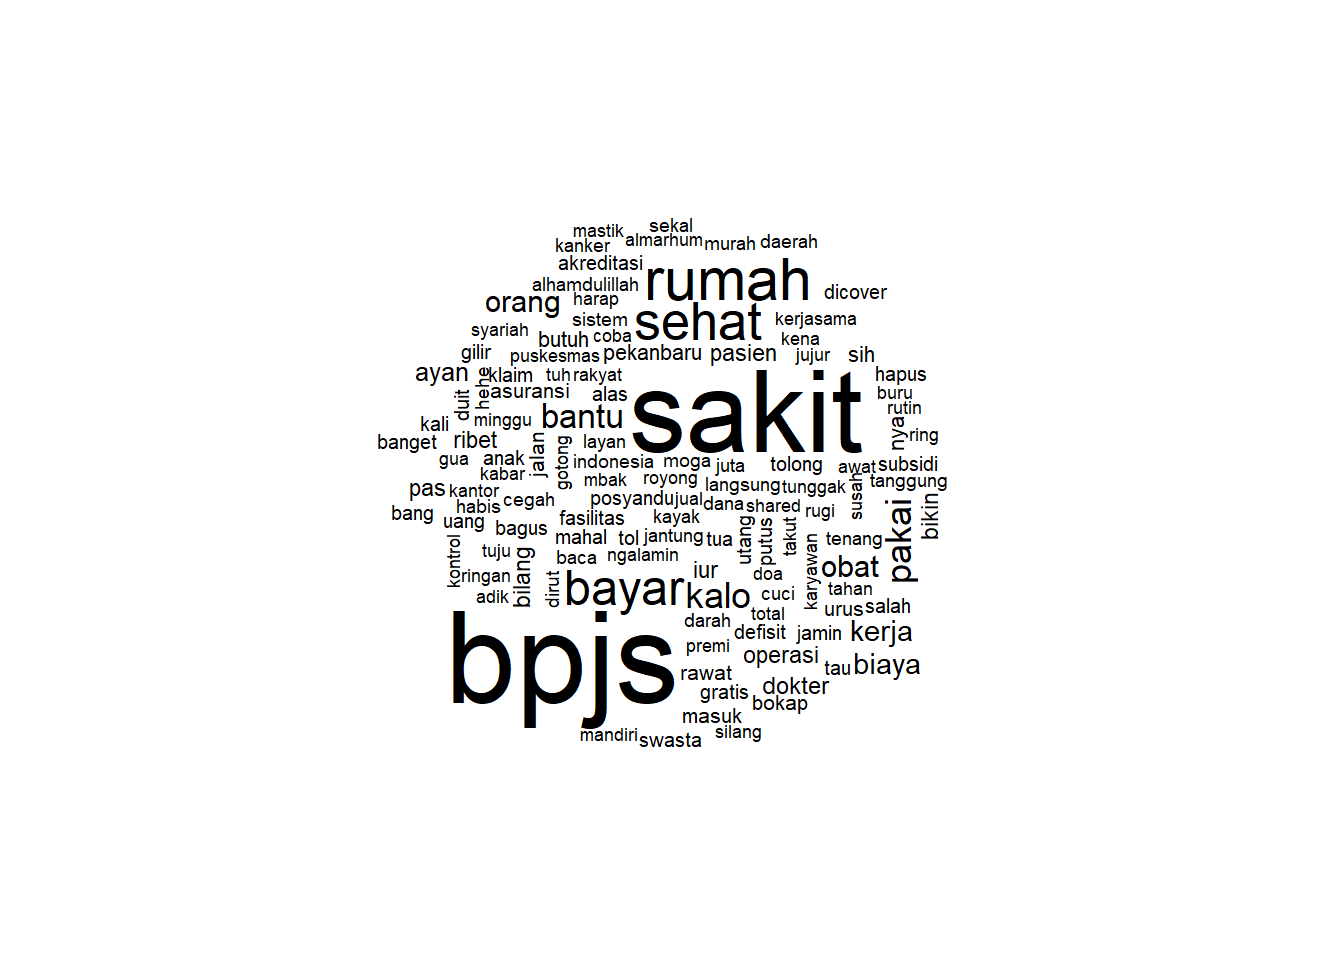 sekal
mastik
almarhum
murah
daerah
kanker
akreditasi
rumah
alhamdulillah
dicover
orang
harap
sehat
sistem
kerjasama
syariah
butuh
coba
kena
gilir
puskesmas
pekanbaru
pasien
jujur
sih
ayan
klaim
tuh
rakyat
hapus
hehe
asuransi
alas
sakit
buru
duit
rutin
kali
minggu
bantu
nya
ring
banget
ribet
layan
gua
anak
jalan
gotong
indonesia
moga
juta
tolong
awat
subsidi
kabar
mbak
royong
langsung
tunggak
susah
tanggung
pas
kantor
cegah
posyandu
jual
dana
shared
rugi
bang
habis
uang
bagus
fasilitas
kayak
pakai
bikin
mahal
tol
jantung
tua
utang
putus
takut
tenang
kontrol
tuju
baca
ngalamin
karyawan
ringan
bilang
dirut
bayar
iur
doa
obat
adik
kalo
cuci
tahan
total
urus
salah
darah
defisit
jamin
kerja
bpjs
premi
operasi
tau
biaya
rawat
gratis
dokter
bokap
masuk
mandiri
swasta
silang